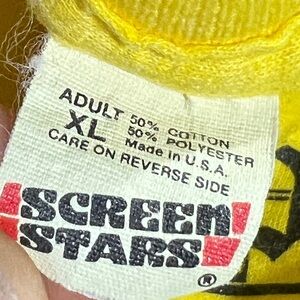 ADULT 50% COTTON
XL 50% POLYESTER
Made in U.S.A.
CARE ON REVERSE SIDE
SCREEN
STARS
®